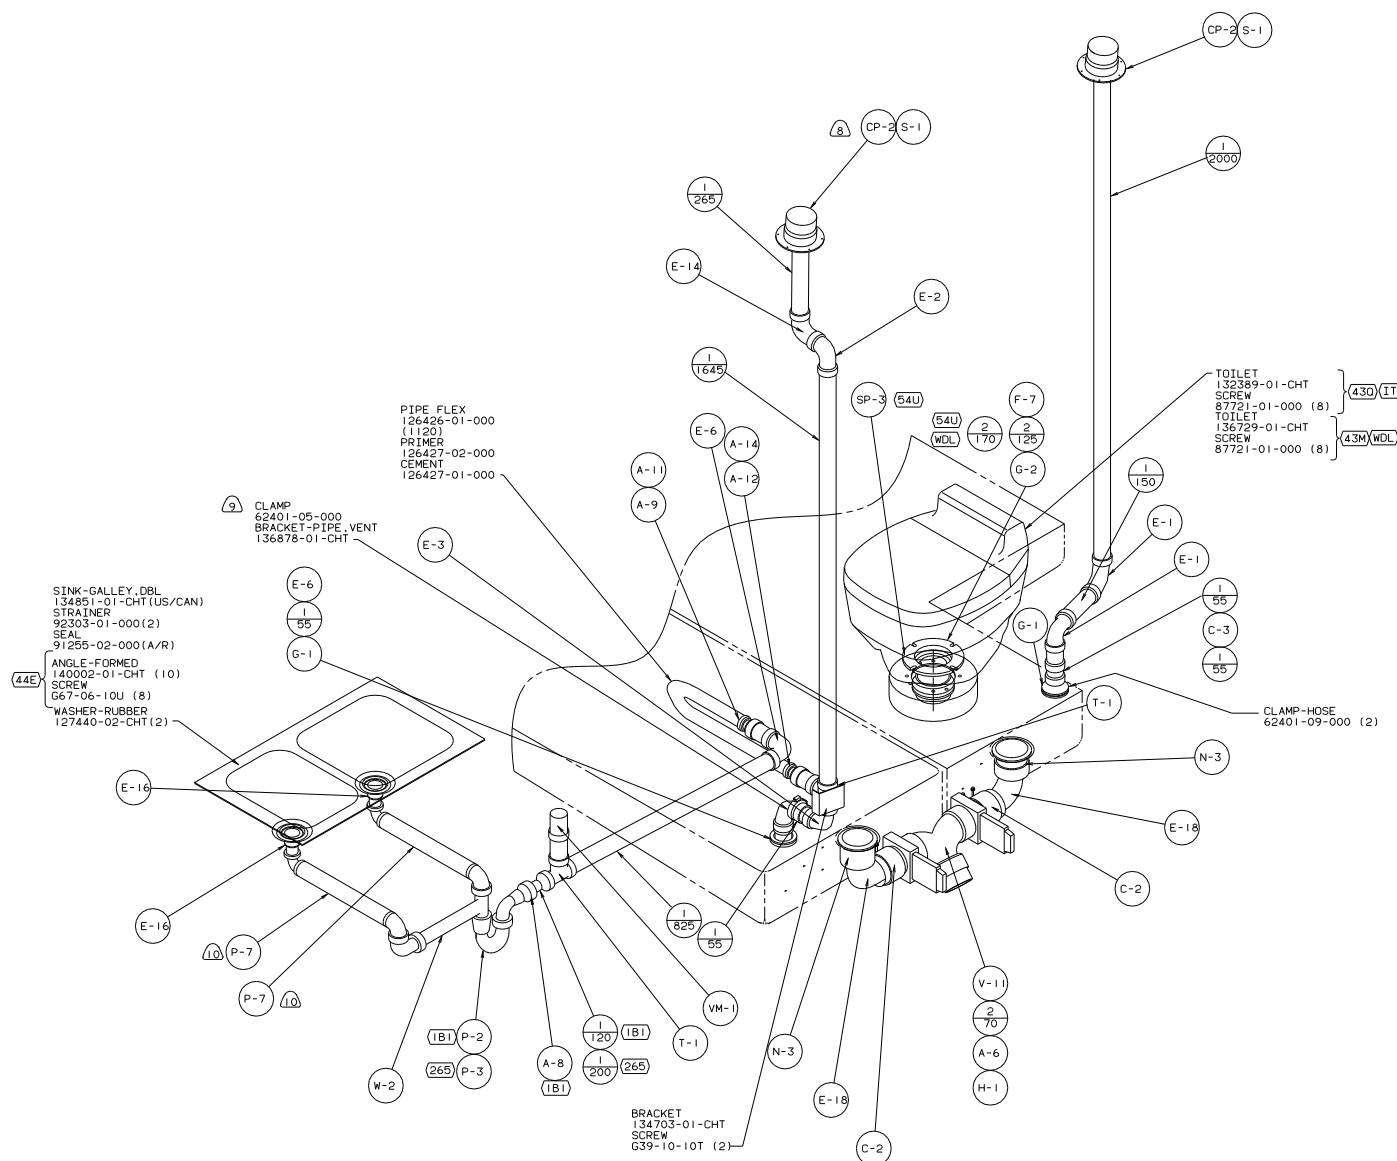 CP-2 S-1
8 CP-2 S-1
1
2000
1
265
E-14
E-2
1
1645
TOILET
132389-01-CHT
SCREW
87721-01-000 (8)
43Q IT
TOILET
136729-01-CHT
SCREW
87721-01-000 (8)
43M WDL
SP-3 54U
54U
WDL
2
170
F-7
2
125
G-2
PIPE FLEX
126426-01-000
(1120)
PRIMER
126427-02-000
CEMENT
126427-01-000
E-6
A-14
A-12
A-11
A-9
1
150
9 CLAMP
62401-05-000
BRACKET-PIPE,VENT
136878-01-CHT
E-3
E-1
E-1
SINK-GALLEY,DBL
134851-01-CHT(US/CAN)
STRAINER
92303-01-000(2)
SEAL
91255-02-000(A/R)
44E
ANGLE-FORMED
140002-01-CHT (10)
SCREW
G67-06-10U (8)
WASHER-RUBBER
127440-02-CHT(2)
E-6
1
55
G-1
G-1
1
55
C-3
1
55
T-1
CLAMP-HOSE
62401-09-000 (2)
N-3
E-16
E-18
C-2
E-16
1
825
1
55
10 P-7
P-7 10
VM-1
V-11
2
70
A-6
H-1
1B1 P-2
265 P-3
W-2
A-8
1B1
1
120
1B1
1
200
265
T-1
N-3
E-18
C-2
BRACKET
134703-01-CHT
SCREW
G39-10-10T (2)